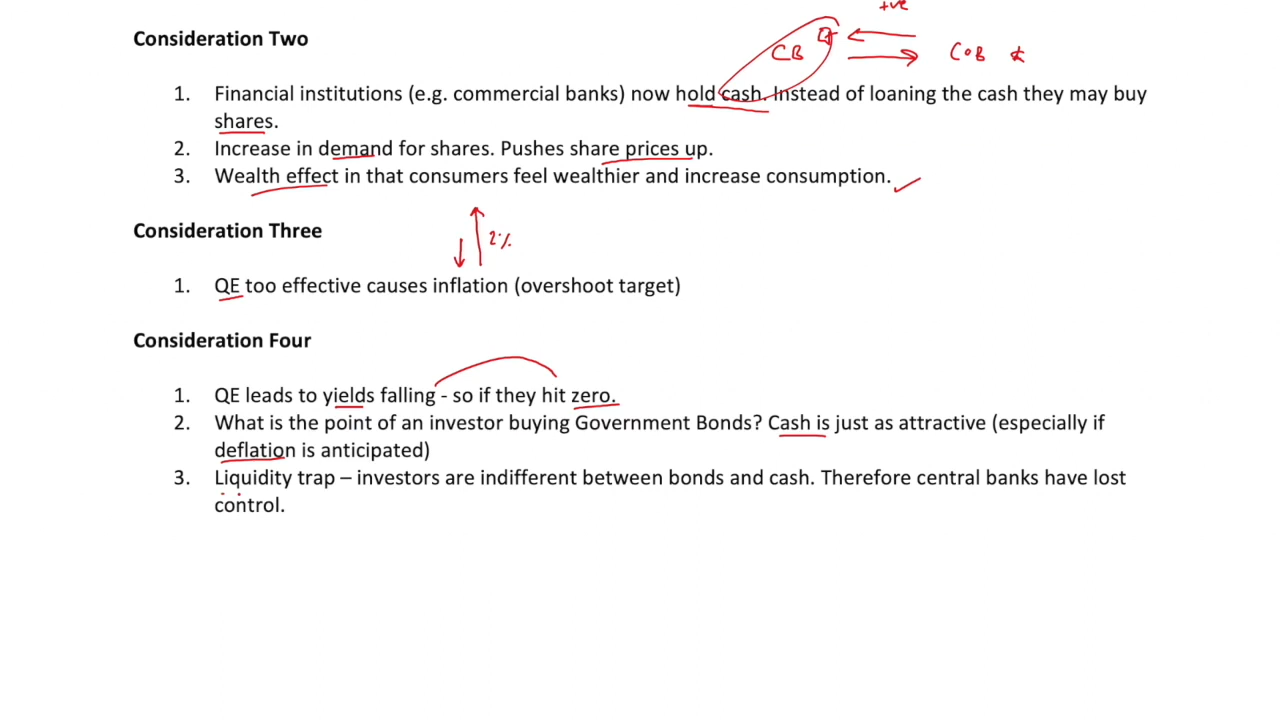 +ve
Consideration Two
CB
COB
1. Financial institutions (e.g. commercial banks) now hold cash. Instead of loaning the cash they may buy
shares.
2. Increase in demand for shares. Pushes share prices up.
3. Wealth effect in that consumers feel wealthier and increase consumption.
Consideration Three
2%
1. QE too effective causes inflation (overshoot target)
Consideration Four
1. QE leads to yields falling - so if they hit zero.
2. What is the point of an investor buying Government Bonds? Cash is just as attractive (especially if
deflation is anticipated)
3. Liquidity trap – investors are indifferent between bonds and cash. Therefore central banks have lost
control.